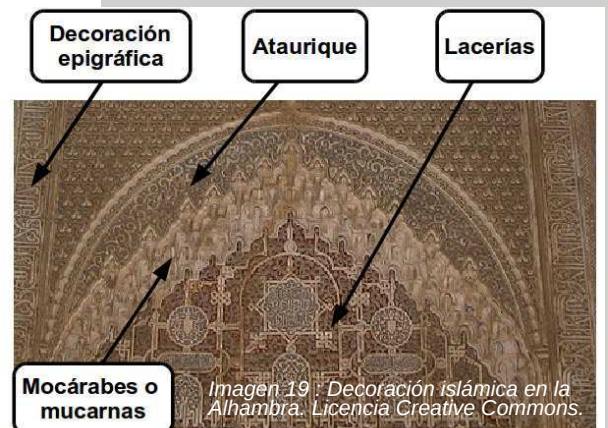 Decoración
epigráfica
Ataurique
Lacerías
Mocárabes o
mucarnas
Imagen 19 : Decoración islámica en la
Alhambra. Licencia Creative Commons.